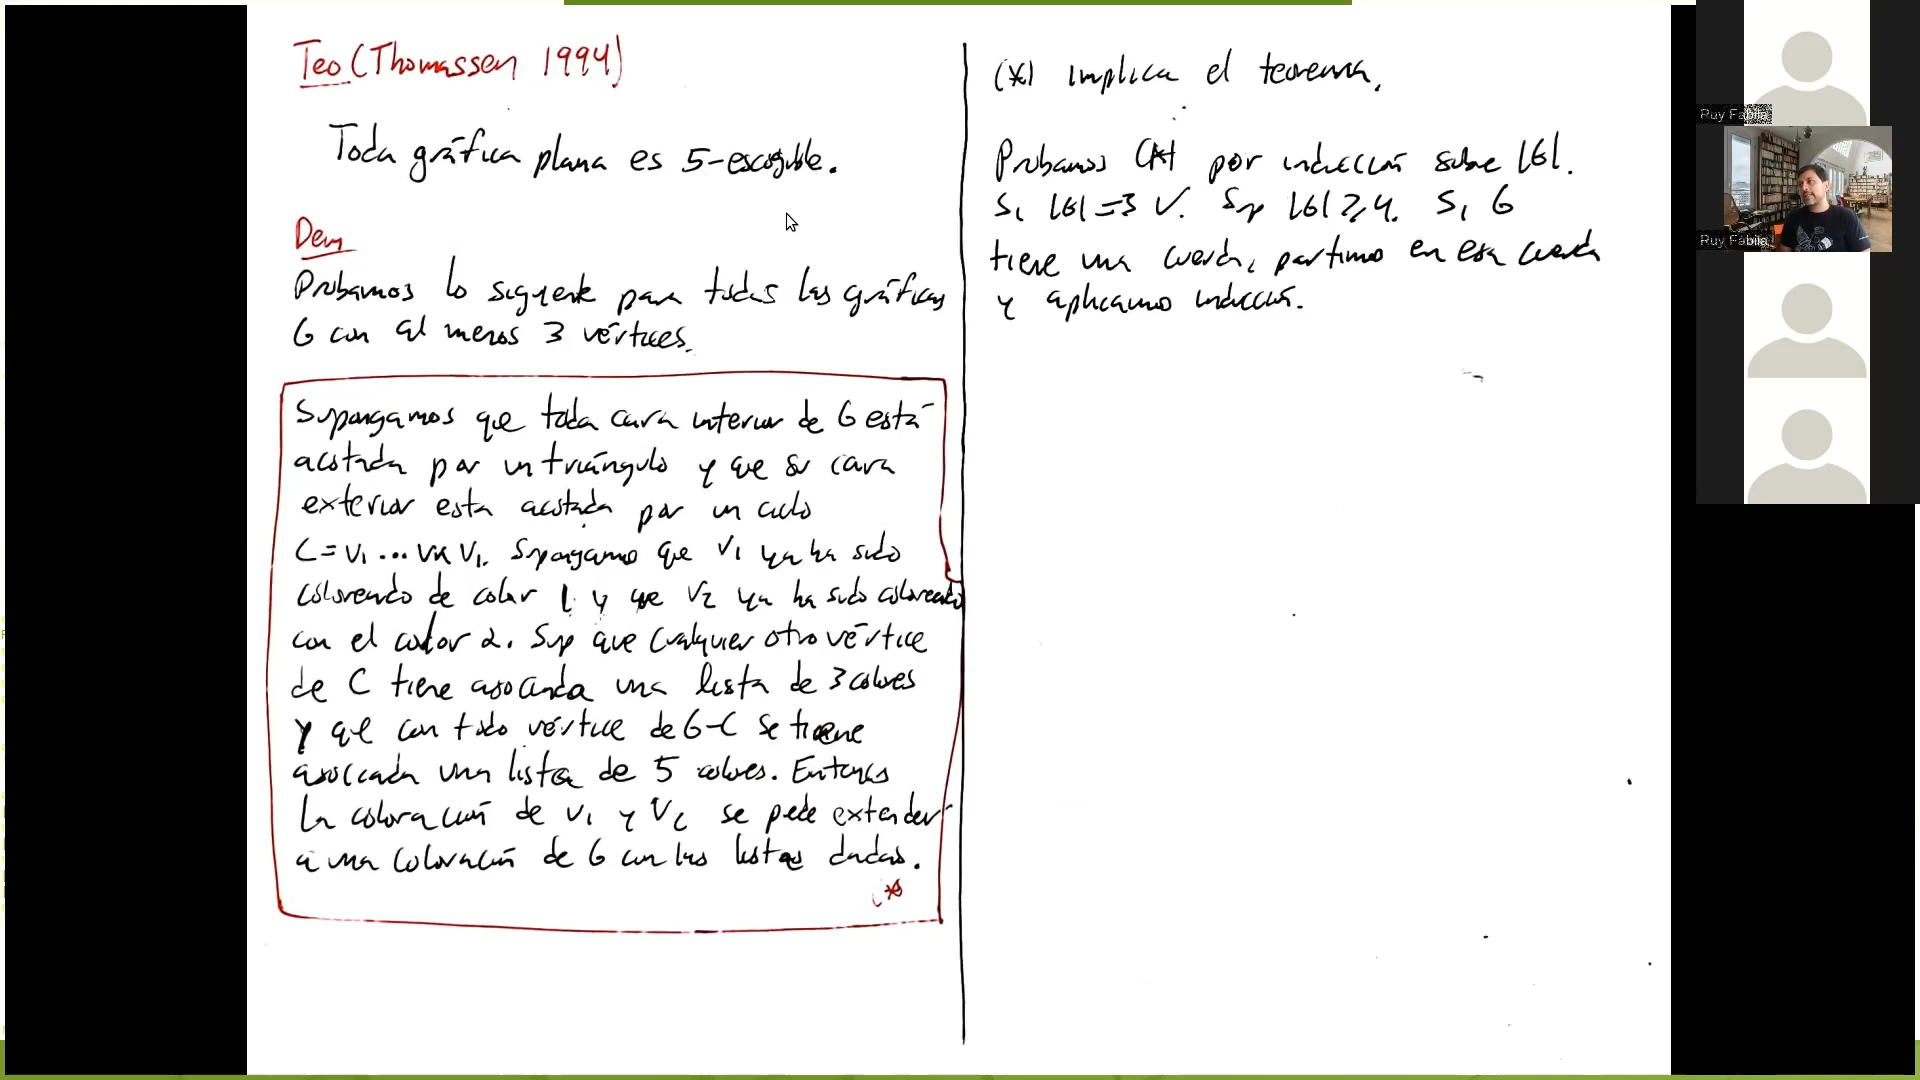 Teo (Thomassen 1994)
Toda gráfica plana es 5-escogible.
Dem
Probamos lo siguiente para todas las gráficas
G con al menos 3 vértices.
Supongamos que toda cara interior de G está
acotada por un triángulo y que su cara
exterior esta acotada por un ciclo
C = v1 ... vk v1. Supongamo que v1 ya ha sido
coloreado de color 1 y que v2 ya ha sido coloreado
con el color 2. Sup que cualquier otro vértice
de C tiene asociada una lista de 3 colores
y que con todo vértice de G-C se tiene
asociada una lista de 5 colores. Entonces
la coloración de v1 y v2 se pede extender
a una coloración de G con las listas dadas.
(*
(*) implica el teorema.
Probamos (*) por inducción sobre |G|.
Si |G| = 3 ✓. Sup |G| ≥ 4. Si G
tiene una cuerda, partimo en esa cuerda
y aplicamo inducción.
Ruy Fabila
Ruy Fabila